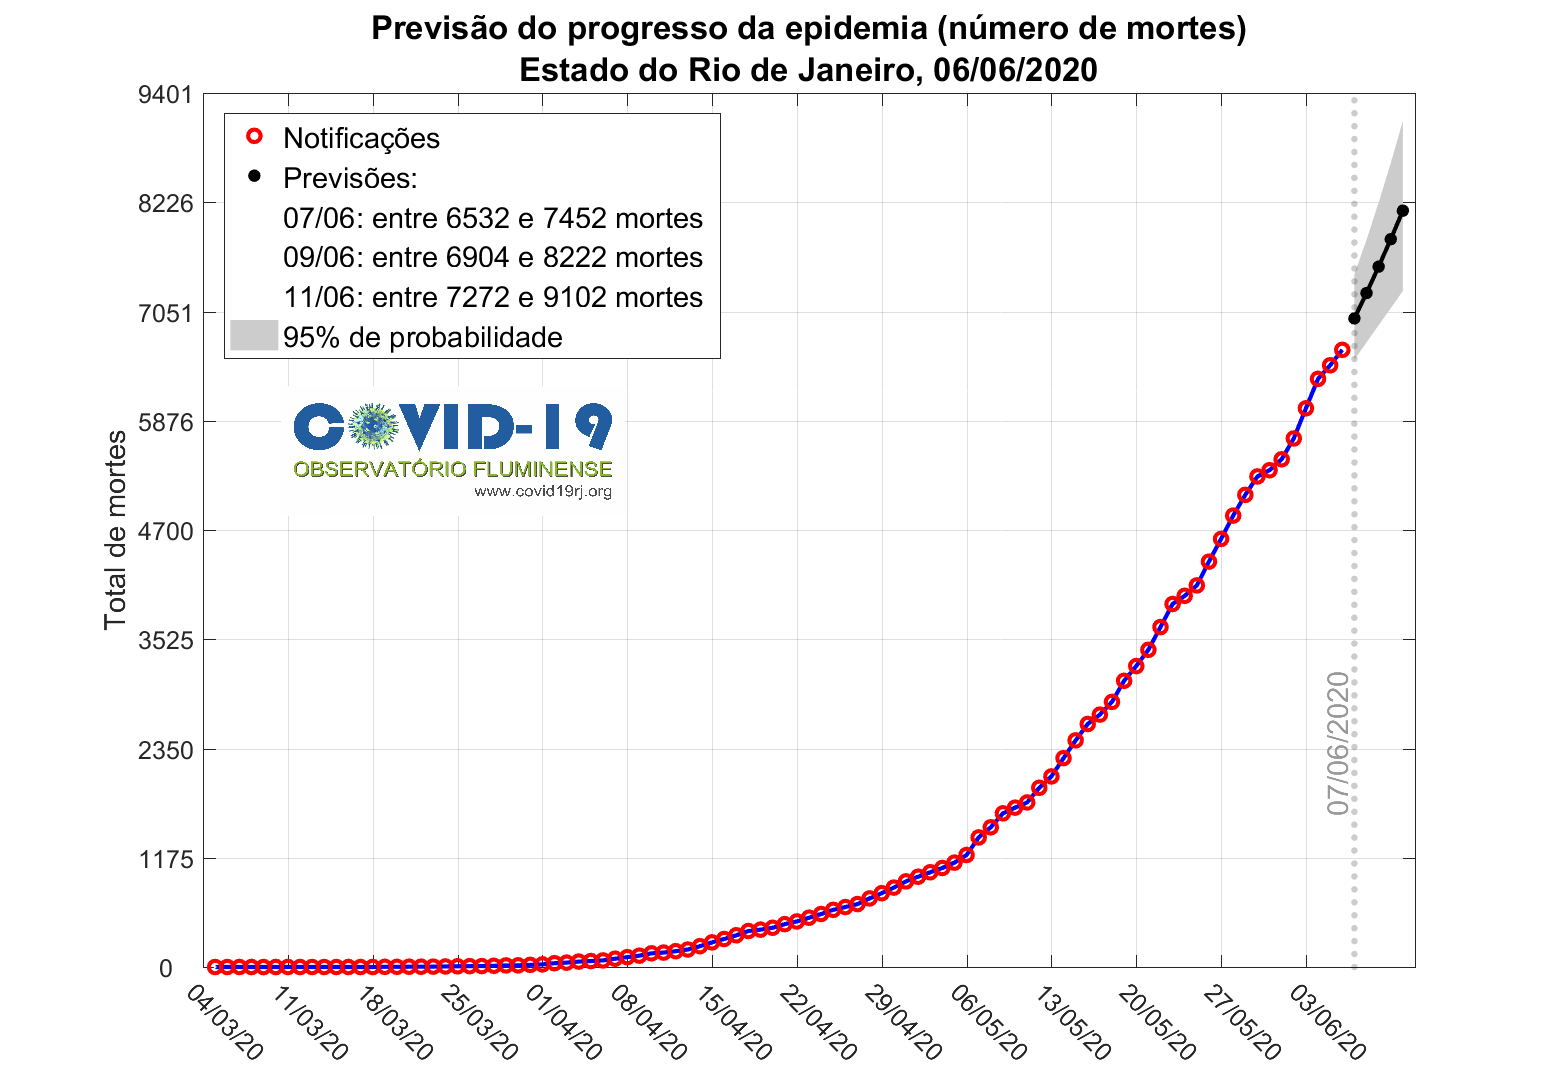 Previsão do progresso da epidemia (número de mortes)
Estado do Rio de Janeiro, 06/06/2020
9401
8226
7051
5876
4700
3525
2350
1175
0
Total de mortes
Notificações
Previsões:
07/06: entre 6532 e 7452 mortes
09/06: entre 6904 e 8222 mortes
11/06: entre 7272 e 9102 mortes
95% de probabilidade
COVID-19
OBSERVATÓRIO FLUMINENSE
www.covid19rj.org
07/06/2020
04/03/20
11/03/20
18/03/20
25/03/20
01/04/20
08/04/20
15/04/20
22/04/20
29/04/20
06/05/20
13/05/20
20/05/20
27/05/20
03/06/20